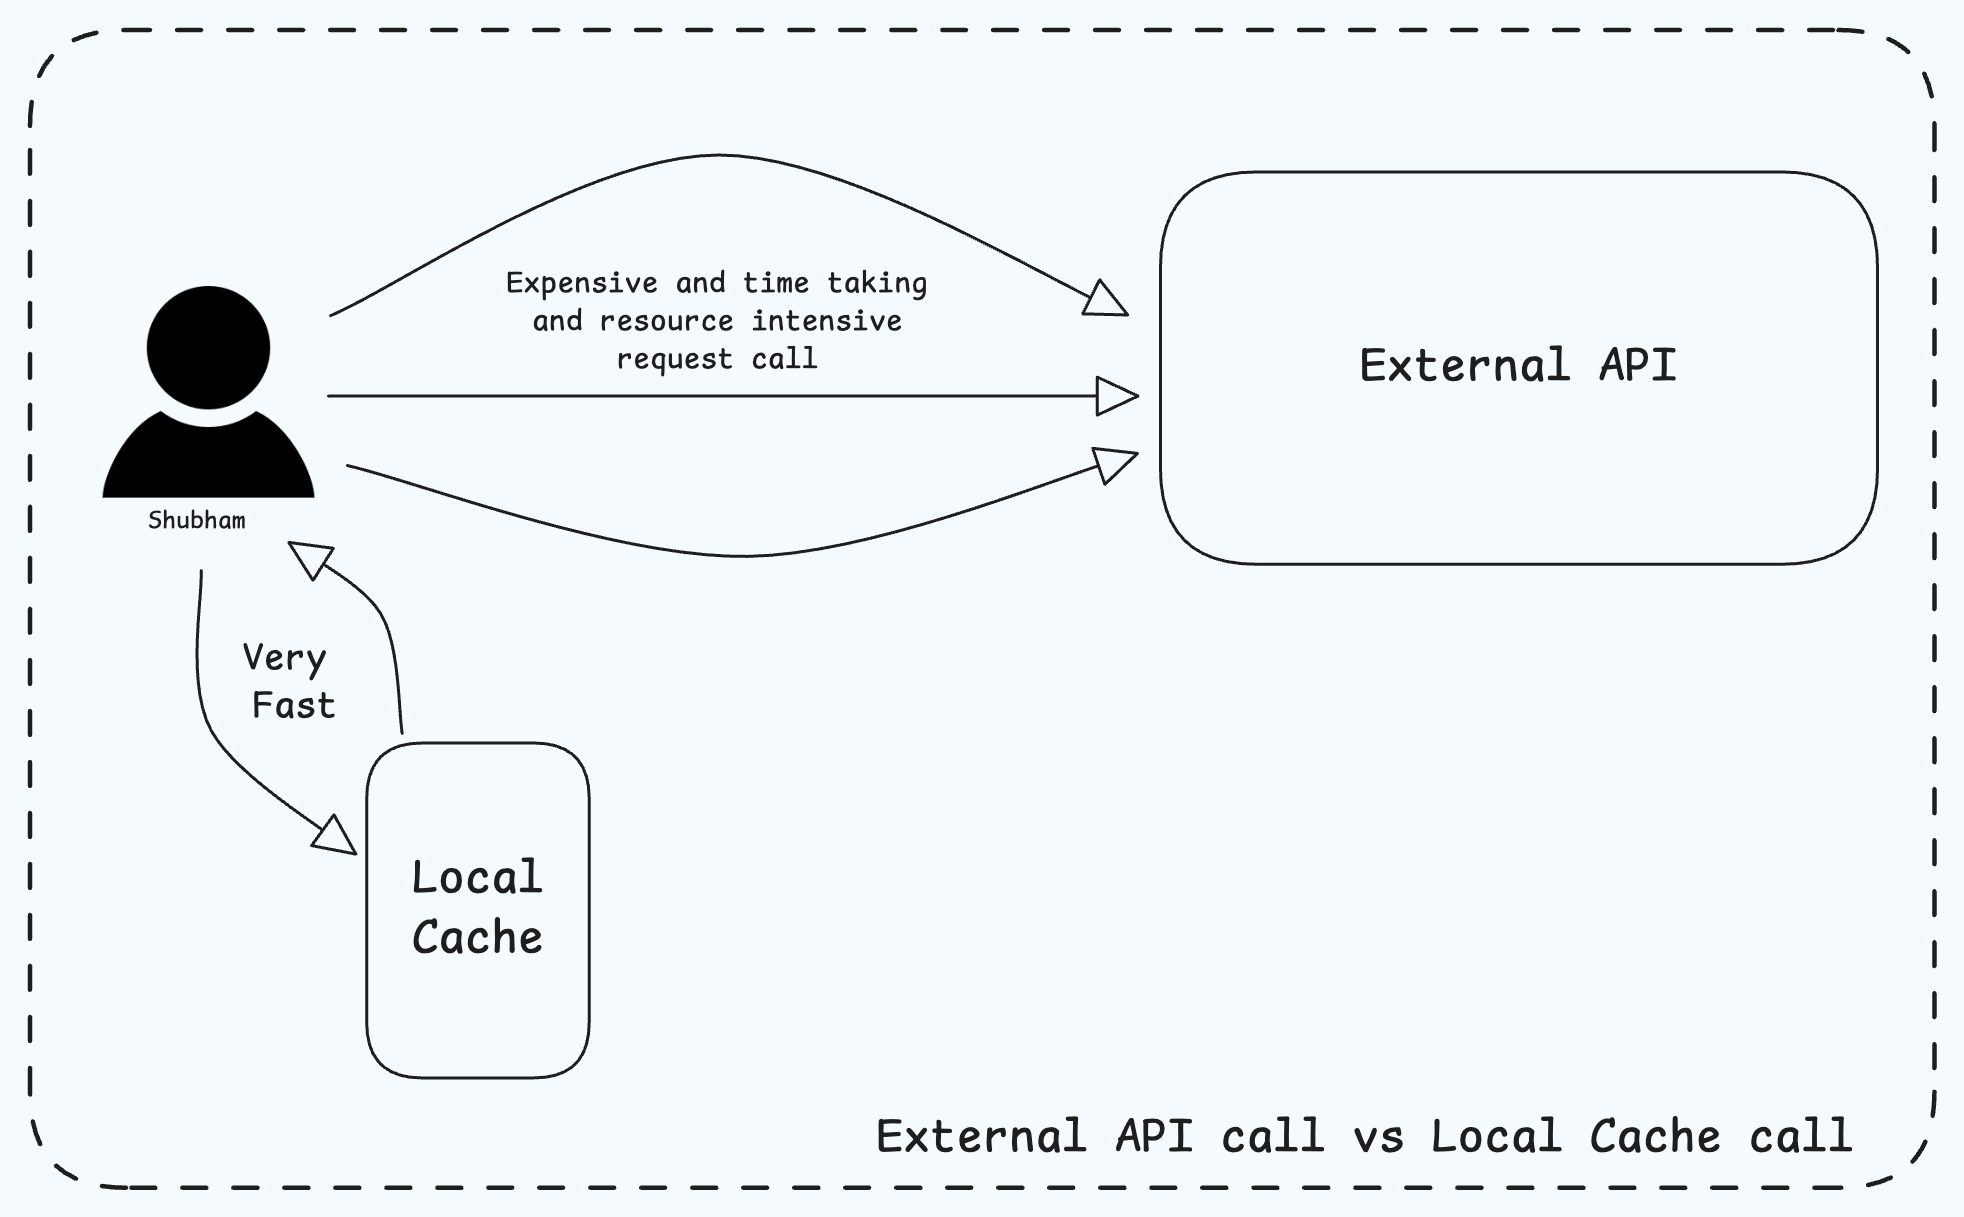 Expensive and time taking
and resource intensive
request call
External API
Shubham
Very
Fast
Local
Cache
External API call vs Local Cache call